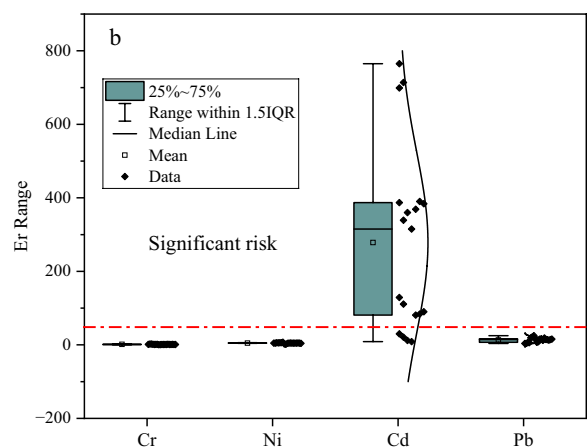 b
800
600
400
200
0
−200
Er Range
25%~75%
Range within 1.5IQR
Median Line
Mean
Data
Significant risk
Cr Ni Cd Pb